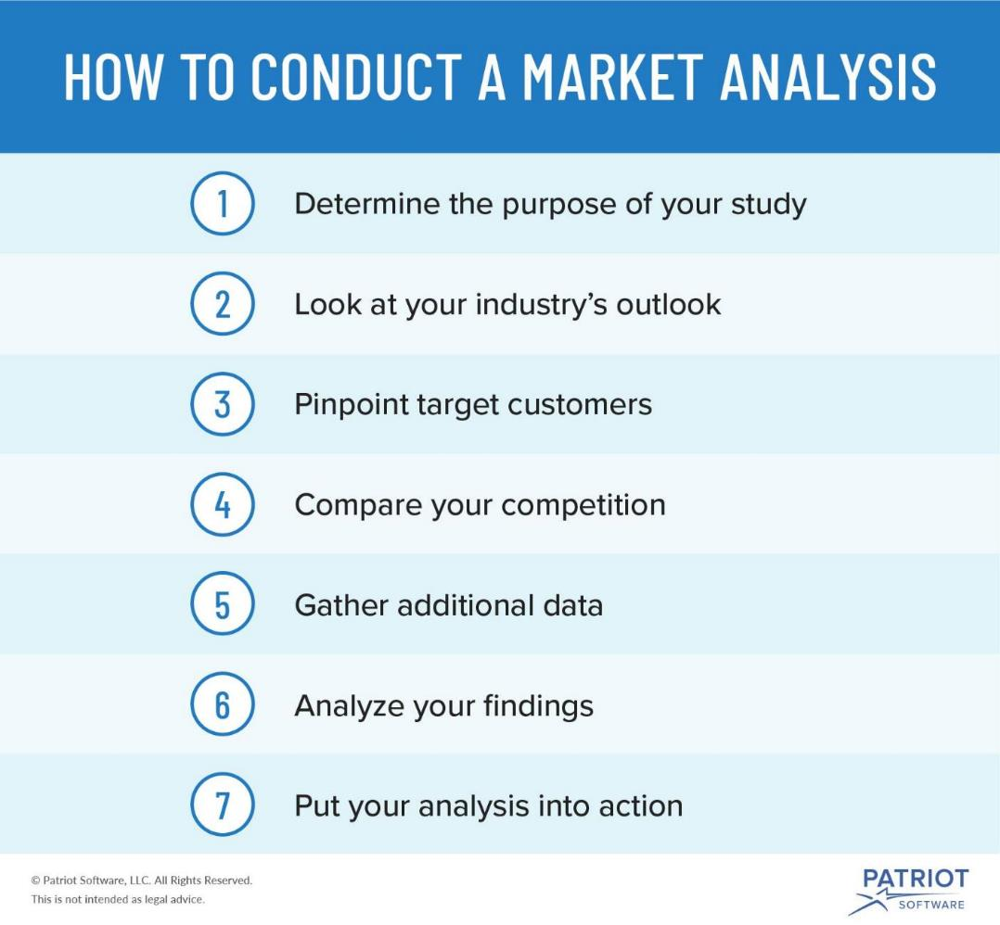 HOW TO CONDUCT A MARKET ANALYSIS
1 Determine the purpose of your study
2 Look at your industry’s outlook
3 Pinpoint target customers
4 Compare your competition
5 Gather additional data
6 Analyze your findings
7 Put your analysis into action
© Patriot Software, LLC. All Rights Reserved.
This is not intended as legal advice.
PATRIOT
SOFTWARE